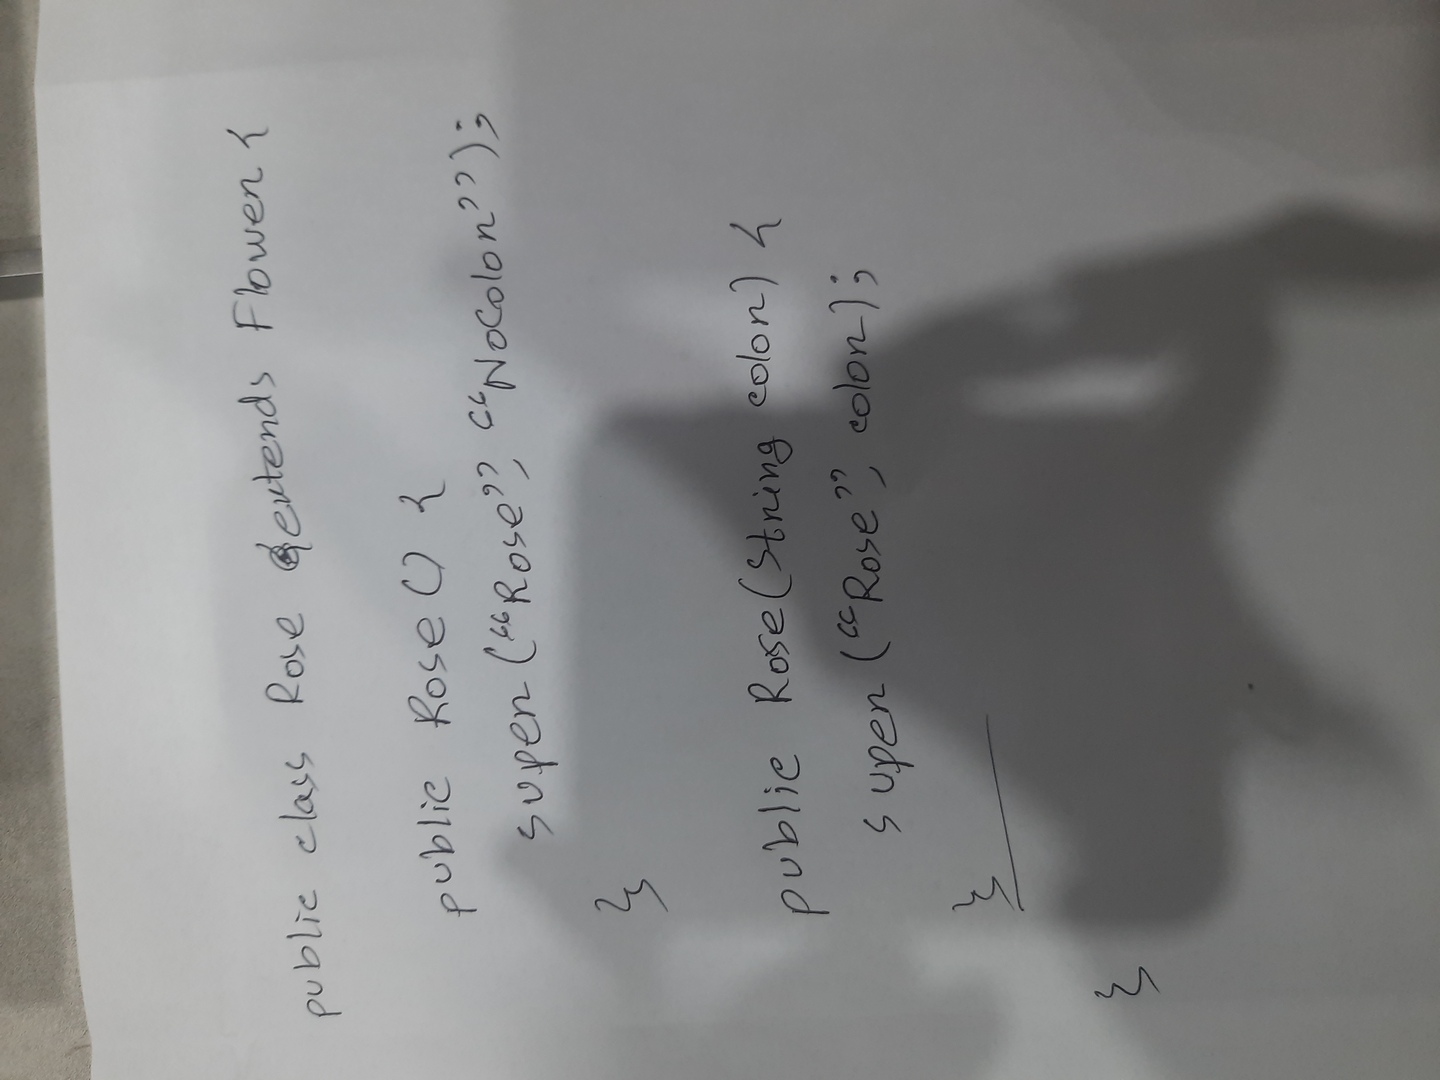 public class Rose extends Flower {
public Rose () {
super (“Rose”, “NoColor”);
}
public Rose (String color) {
super (“Rose”, color);
}
}